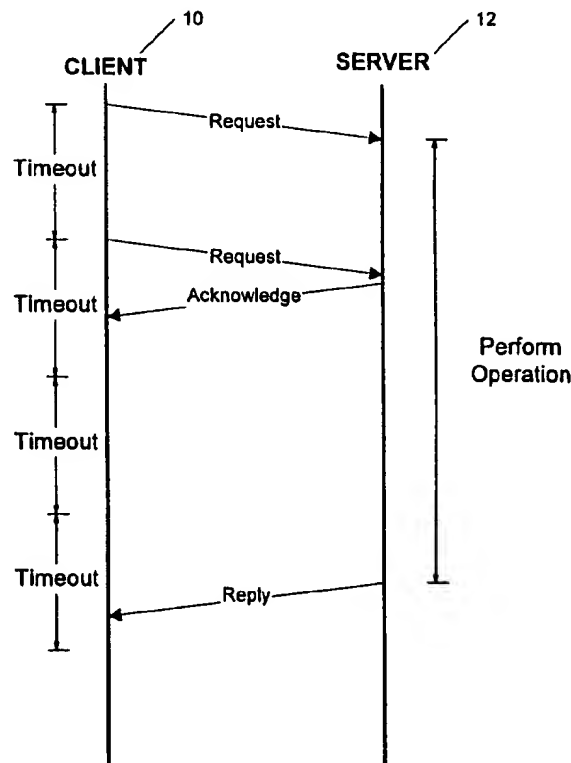 10
12
CLIENT
SERVER
Request
Timeout
Request
Acknowledge
Timeout
Perform
Operation
Timeout
Timeout
Reply